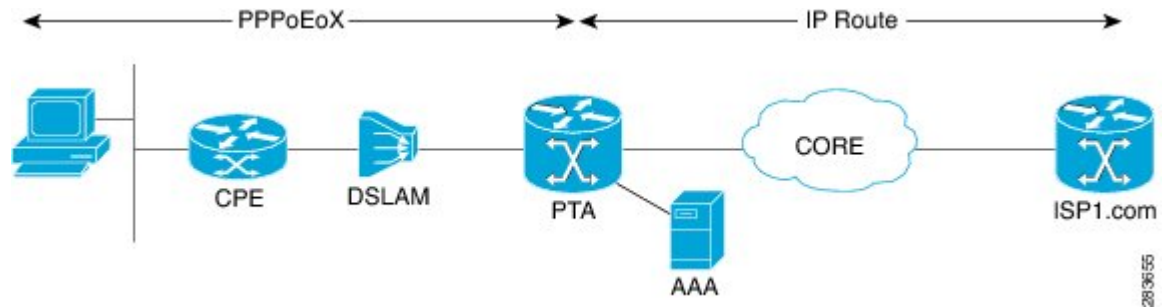 PPPoEoX
IP Route
CPE
DSLAM
PTA
CORE
ISP1.com
AAA
283655